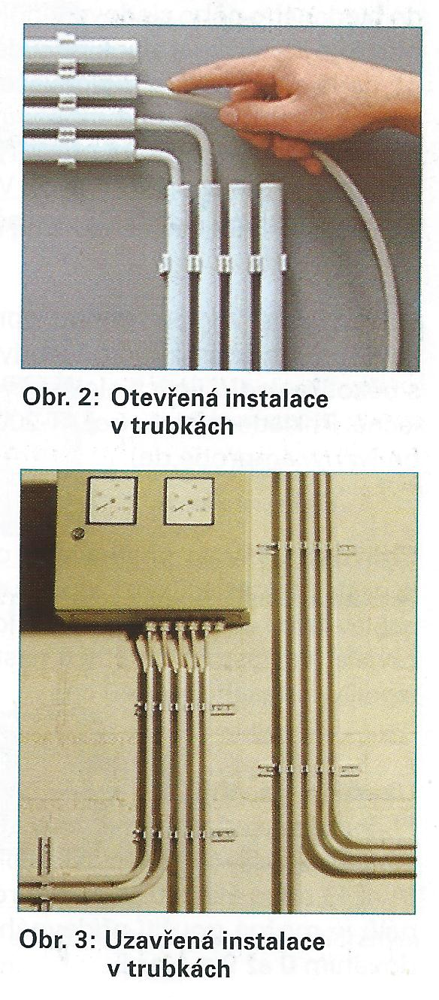 Obr. 2: Otevřená instalace
v trubkách
Obr. 3: Uzavřená instalace
v trubkách